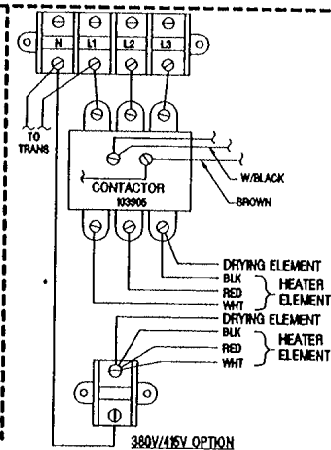 N L1 L2 L3
TO
TRANS
W/BLACK
CONTACTOR
103905
BROWN
DRYING ELEMENT
BLK
RED
WHT
HEATER
ELEMENT
DRYING ELEMENT
BLK
RED
WHT
HEATER
ELEMENT
380V/415V OPTION